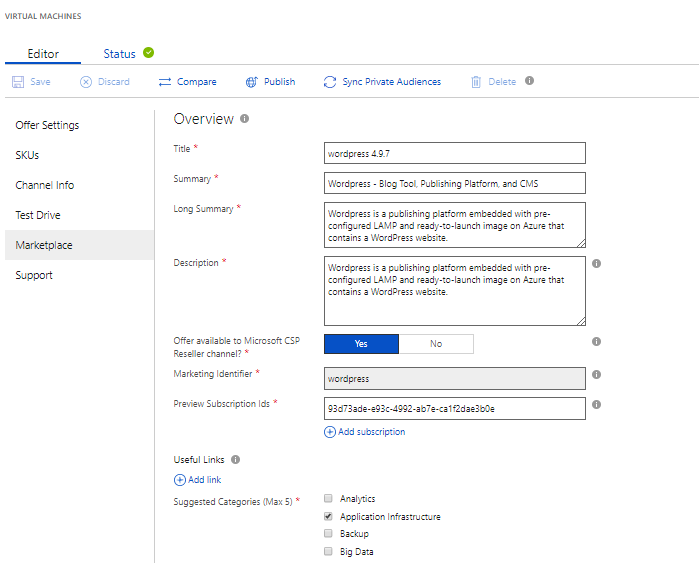 VIRTUAL MACHINES
Editor
Status
Save
Discard
Compare
Publish
Sync Private Audiences
Delete
Offer Settings
SKUs
Channel Info
Test Drive
Marketplace
Support
Overview
Title *
wordpress 4.9.7
Summary *
Wordpress - Blog Tool, Publishing Platform, and CMS
Long Summary *
Wordpress is a publishing platform embedded with pre-
configured LAMP and ready-to-launch image on Azure that
contains a WordPress website.
Description *
Wordpress is a publishing platform embedded with pre-
configured LAMP and ready-to-launch image on Azure that
contains a WordPress website.
Offer available to Microsoft CSP
Reseller channel? *
Yes
No
Marketing Identifier *
wordpress
Preview Subscription Ids *
93d73ade-e93c-4992-ab7e-ca1f2dae3b0e
Add subscription
Useful Links
Add link
Suggested Categories (Max 5) *
Analytics
Application Infrastructure
Backup
Big Data